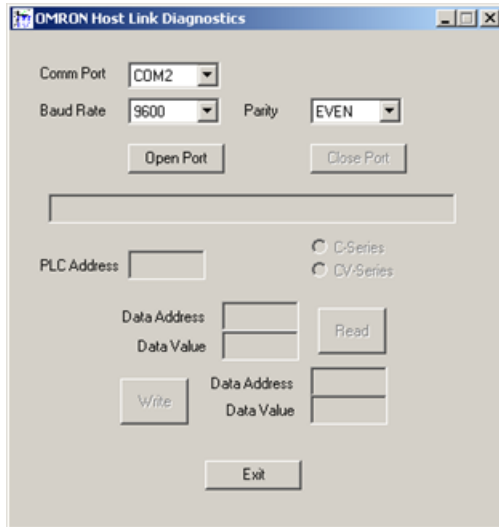 OMRON Host Link Diagnostics
Comm Port COM2
Baud Rate 9600 Parity EVEN
Open Port Close Port
C-Series
PLC Address
CV-Series
Data Address
Read
Data Value
Data Address
Write
Data Value
Exit